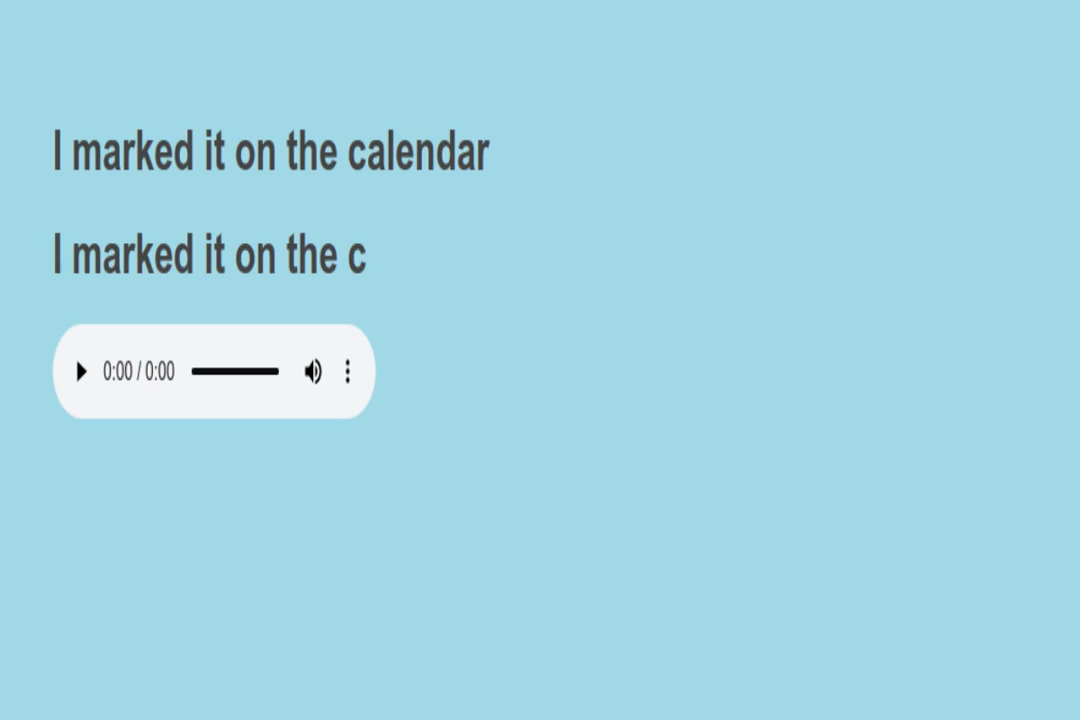 I marked it on the calendar
I marked it on the c
0:00 / 0:00